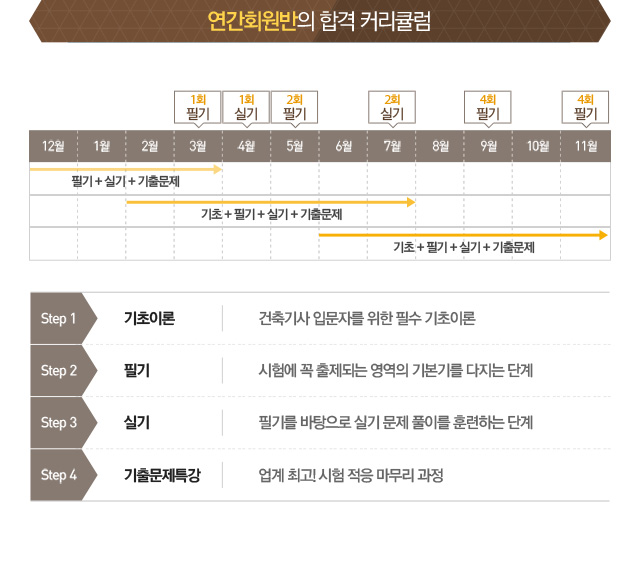 연간회원반의 합격 커리큘럼
1회 1회 2회 2회 4회 4회
필기 실기 필기 실기 필기 필기
12월 1월 2월 3월 4월 5월 6월 7월 8월 9월 10월 11월
필기 + 실기 + 기출문제
기초 + 필기 + 실기 + 기출문제
기초 + 필기 + 실기 + 기출문제
Step 1 기초이론 건축기사 입문자를 위한 필수 기초이론
Step 2 필기 시험에 꼭 출제되는 영역의 기본기를 다지는 단계
Step 3 실기 필기를 바탕으로 실기 문제 풀이를 훈련하는 단계
Step 4 기출문제특강 업계 최고! 시험 적응 마무리 과정